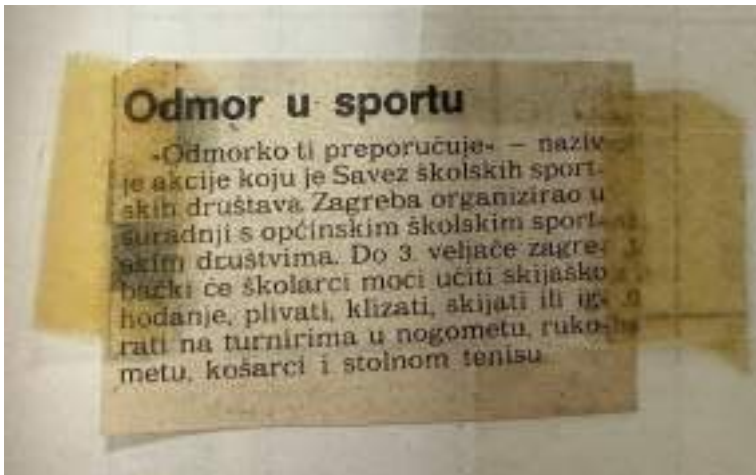 Odmor u sportu
»Odmorko ti preporučuje« — naziv
je akcije koju je Savez školskih sport-
skih društava Zagreba organizirao u
suradnji s općinskim školskim sport-
skim društvima. Do 3. veljače zagre-
bački će školarci moći učiti skijaško
hodanje, plivati, klizati, skijati ili ig-
rati na turnirima u nogometu, ruko-
metu, košarci i stolnom tenisu.